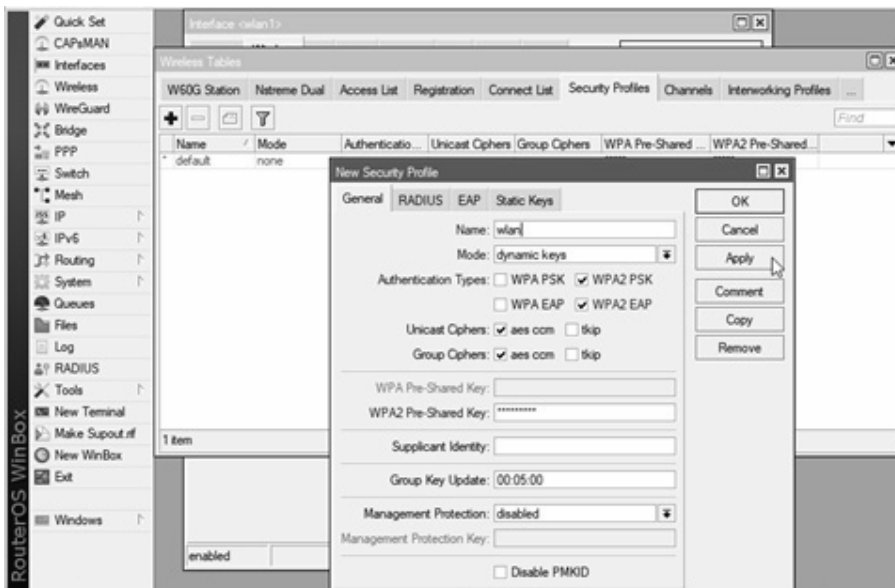 Quick Set
CAPsMAN
Interfaces
Wireless
WireGuard
Bridge
PPP
Switch
Mesh
IP
IPv6
Routing
System
Queues
Files
Log
RADIUS
Tools
New Terminal
Make Supout.rif
New WinBox
Exit
Windows
RouterOS WinBox
Interface <wlan1>
Wireless Tables
W60G Station Nstreme Dual Access List Registration Connect List Security Profiles Channels Interworking Profiles ...
Find
Name Mode Authenticatio... Unicast Ciphers Group Ciphers WPA Pre-Shared ... WPA2 Pre-Shared...
* default none
1 item
enabled
New Security Profile
General RADIUS EAP Static Keys
Name: wlan
Mode: dynamic keys
Authentication Types: WPA PSK WPA2 PSK
WPA EAP WPA2 EAP
Unicast Ciphers: aes ccm tkip
Group Ciphers: aes ccm tkip
WPA Pre-Shared Key:
WPA2 Pre-Shared Key: *********
Supplicant Identity:
Group Key Update: 00:05:00
Management Protection: disabled
Management Protection Key:
Disable PMKID
OK
Cancel
Apply
Comment
Copy
Remove